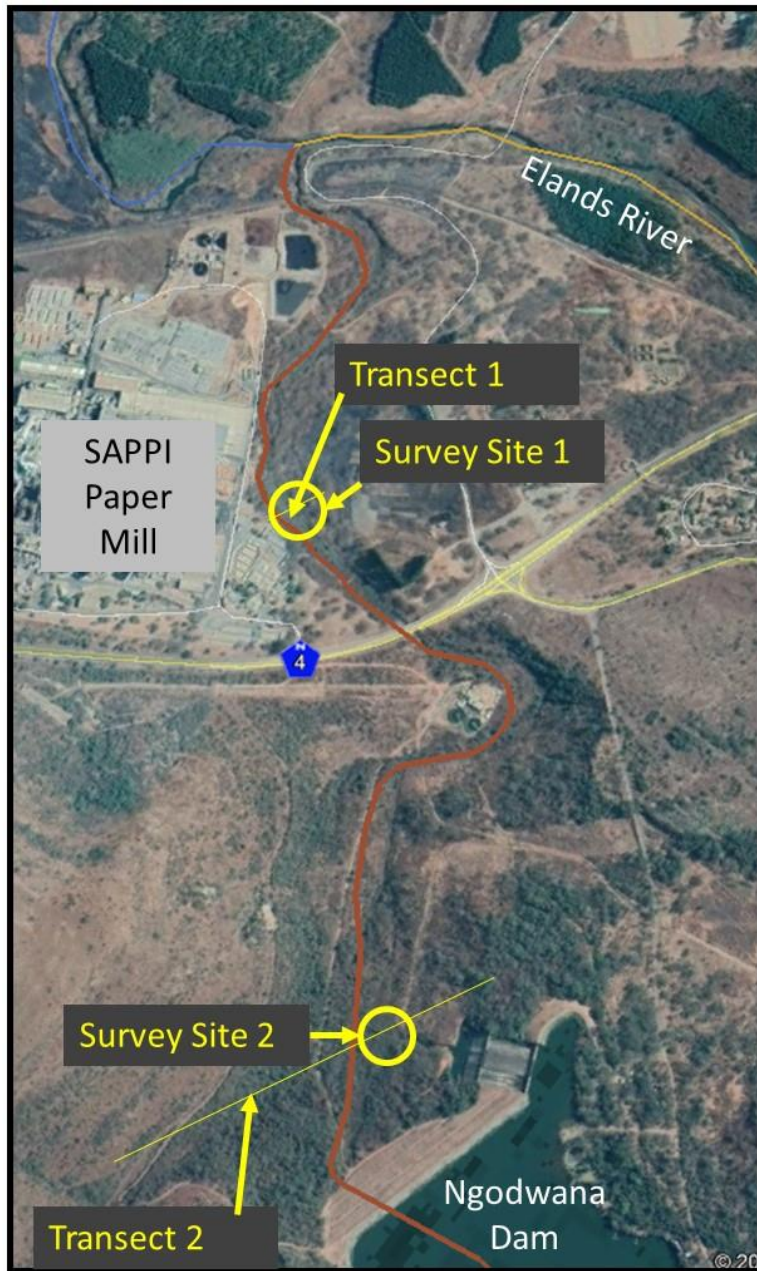 Elands River
Transect 1
Survey Site 1
SAPPI
Paper
Mill
N
4
Survey Site 2
Transect 2
Ngodwana
Dam
© 20